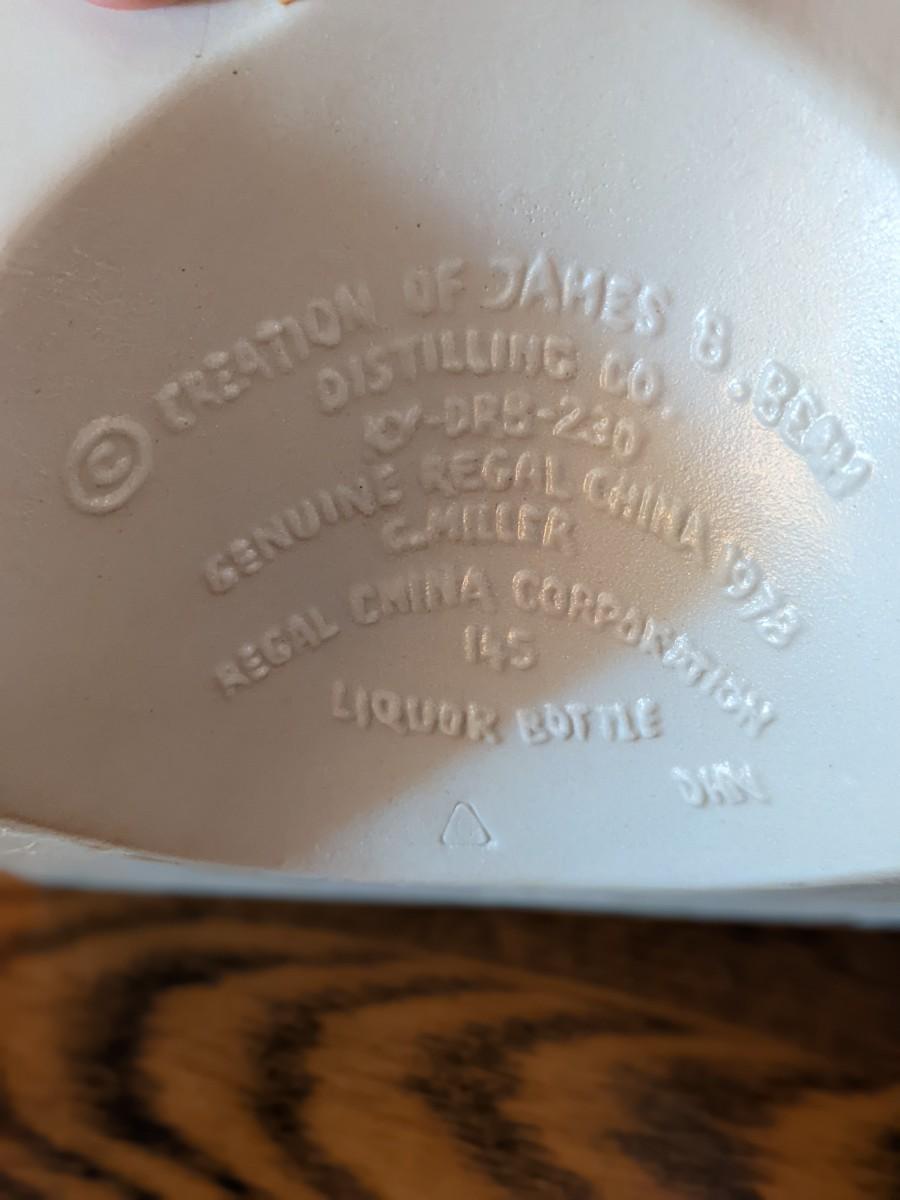 © CREATION OF JAMES B. BEAM
DISTILLING CO.
KY-DRB-230
GENUINE REGAL CHINA 1978
C. MILLER
REGAL CHINA CORPORATION
145
LIQUOR BOTTLE
DHN